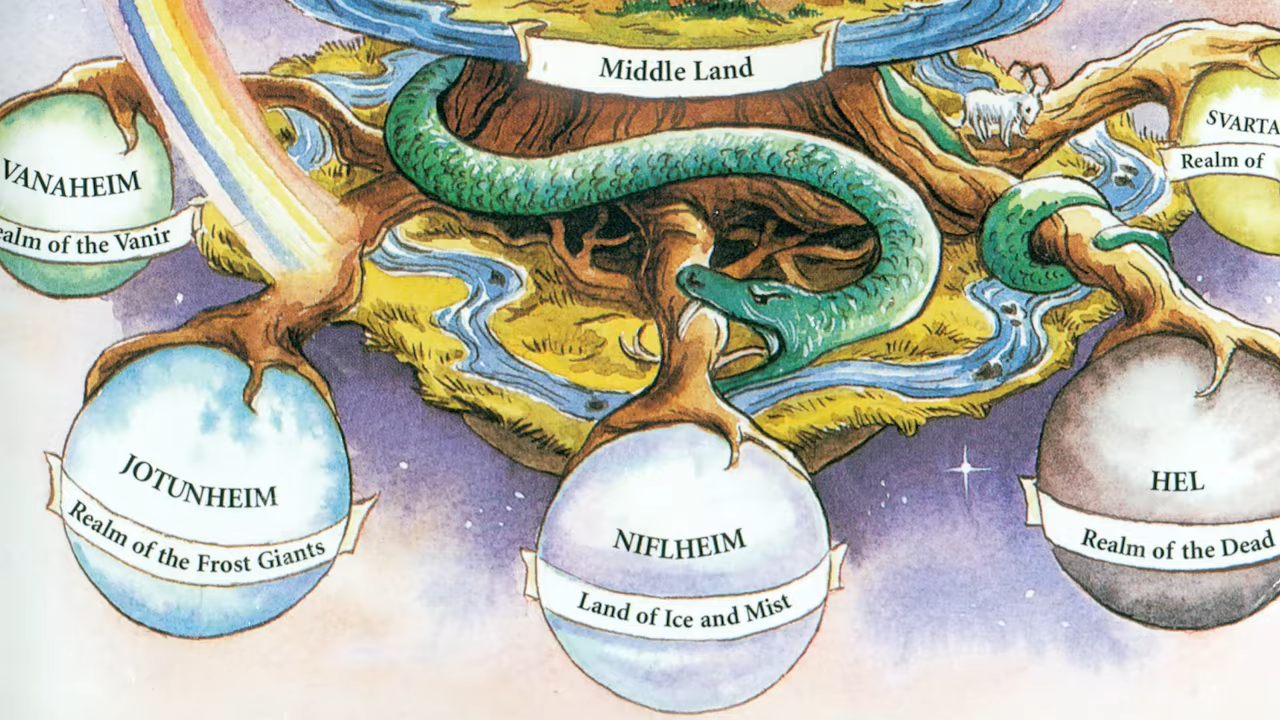 Middle Land
VANAHEIM
ealm of the Vanir
SVARTA
Realm of
JOTUNHEIM
Realm of the Frost Giants
NIFLHEIM
Land of Ice and Mist
HEL
Realm of the Dead